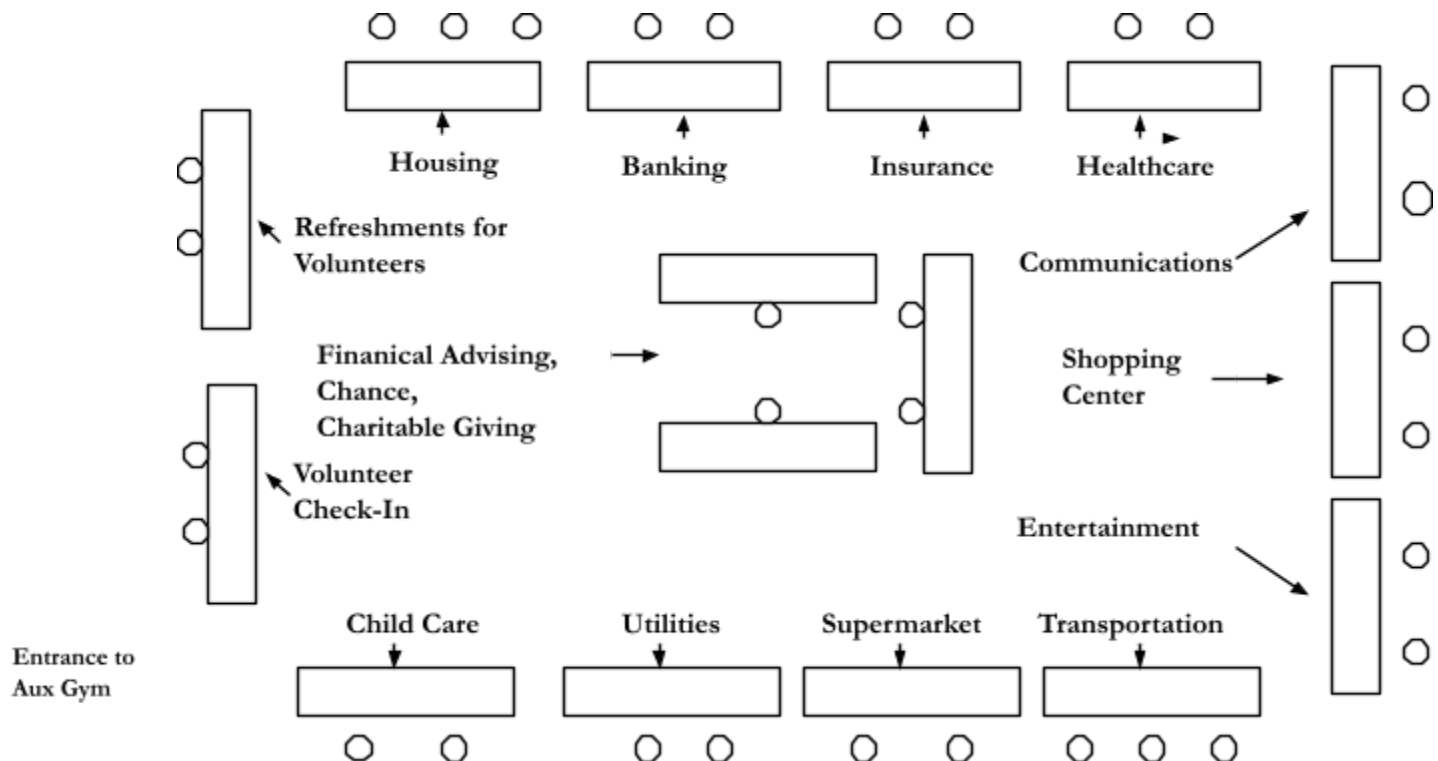 Housing
Banking
Insurance
Healthcare
Refreshments for
Volunteers
Communications
Finanical Advising,
Chance,
Charitable Giving
Shopping
Center
Volunteer
Check-In
Entertainment
Child Care
Utilities
Supermarket
Transportation
Entrance to
Aux Gym